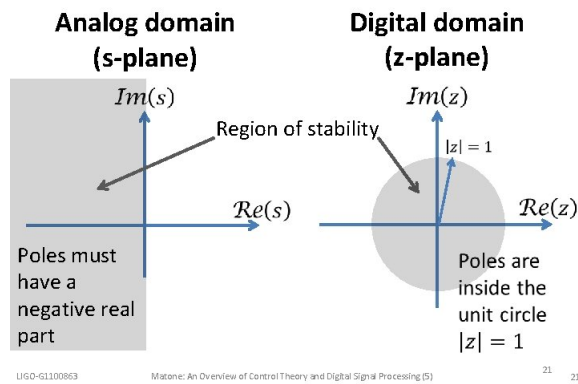 Analog domain
(s-plane)
Im(s)
Re(s)
Poles must
have a
negative real
part
Region of stability
Digital domain
(z-plane)
Im(z)
|z| = 1
Re(z)
Poles are
inside the
unit circle
|z| = 1
LIGO-G1100863
Matone: An Overview of Control Theory and Digital Signal Processing (5)
21
21